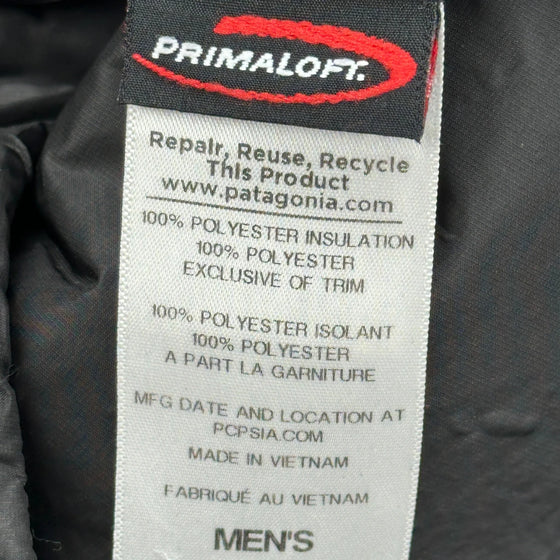 PRIMALOFT.
Repair, Reuse, Recycle
This Product
www.patagonia.com
100% POLYESTER INSULATION
100% POLYESTER
EXCLUSIVE OF TRIM
100% POLYESTER ISOLANT
100% POLYESTER
A PART LA GARNITURE
MFG DATE AND LOCATION AT
PCPSIA.COM
MADE IN VIETNAM
FABRIQUÉ AU VIETNAM
MEN'S